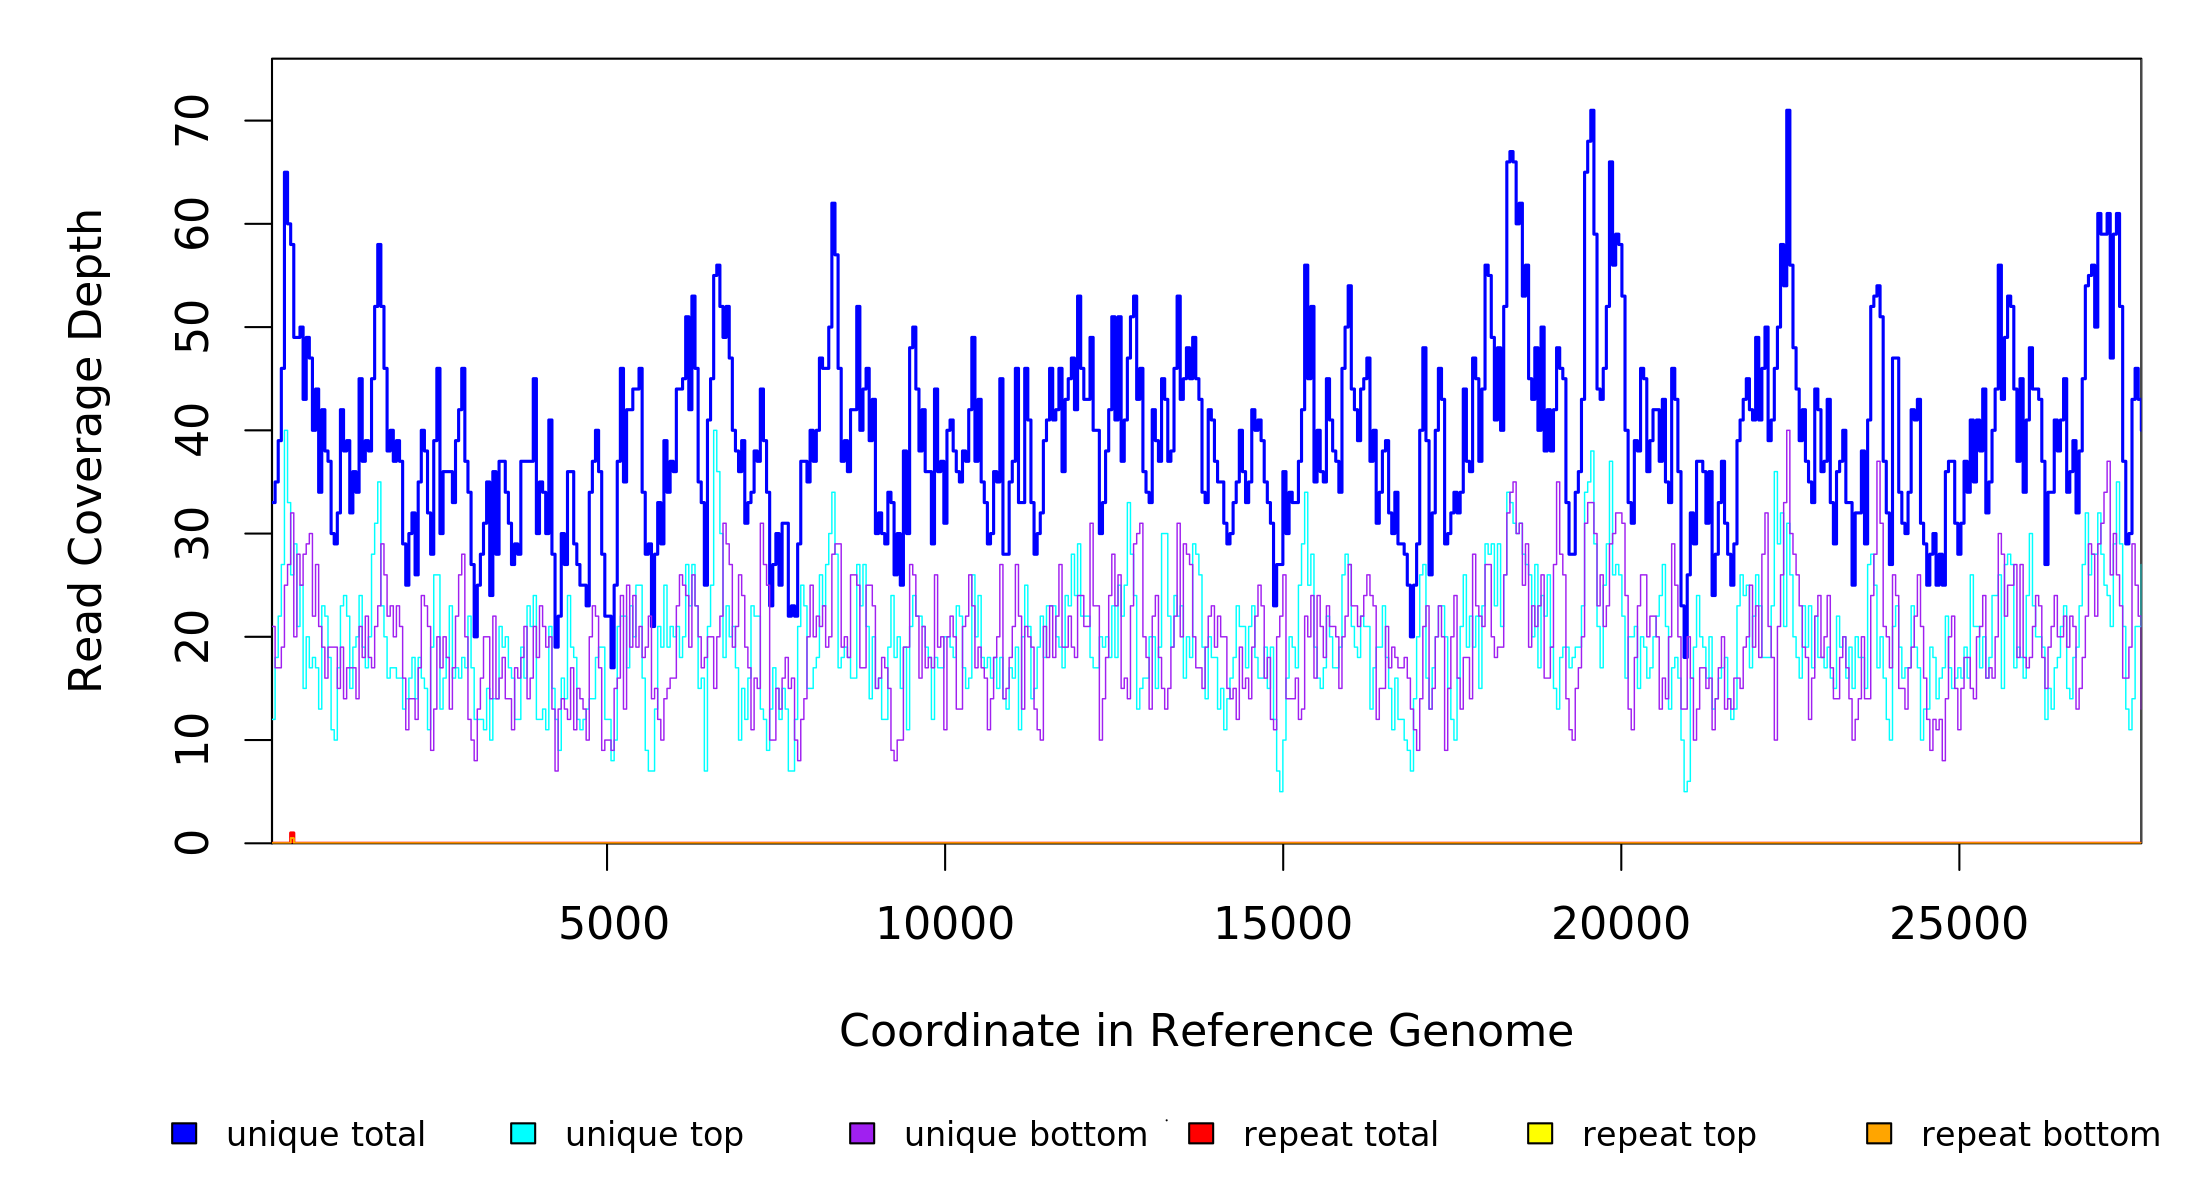 Read Coverage Depth
70
60
50
40
30
20
10
0
5000 10000 15000 20000 25000
Coordinate in Reference Genome
unique total unique top unique bottom repeat total repeat top repeat bottom